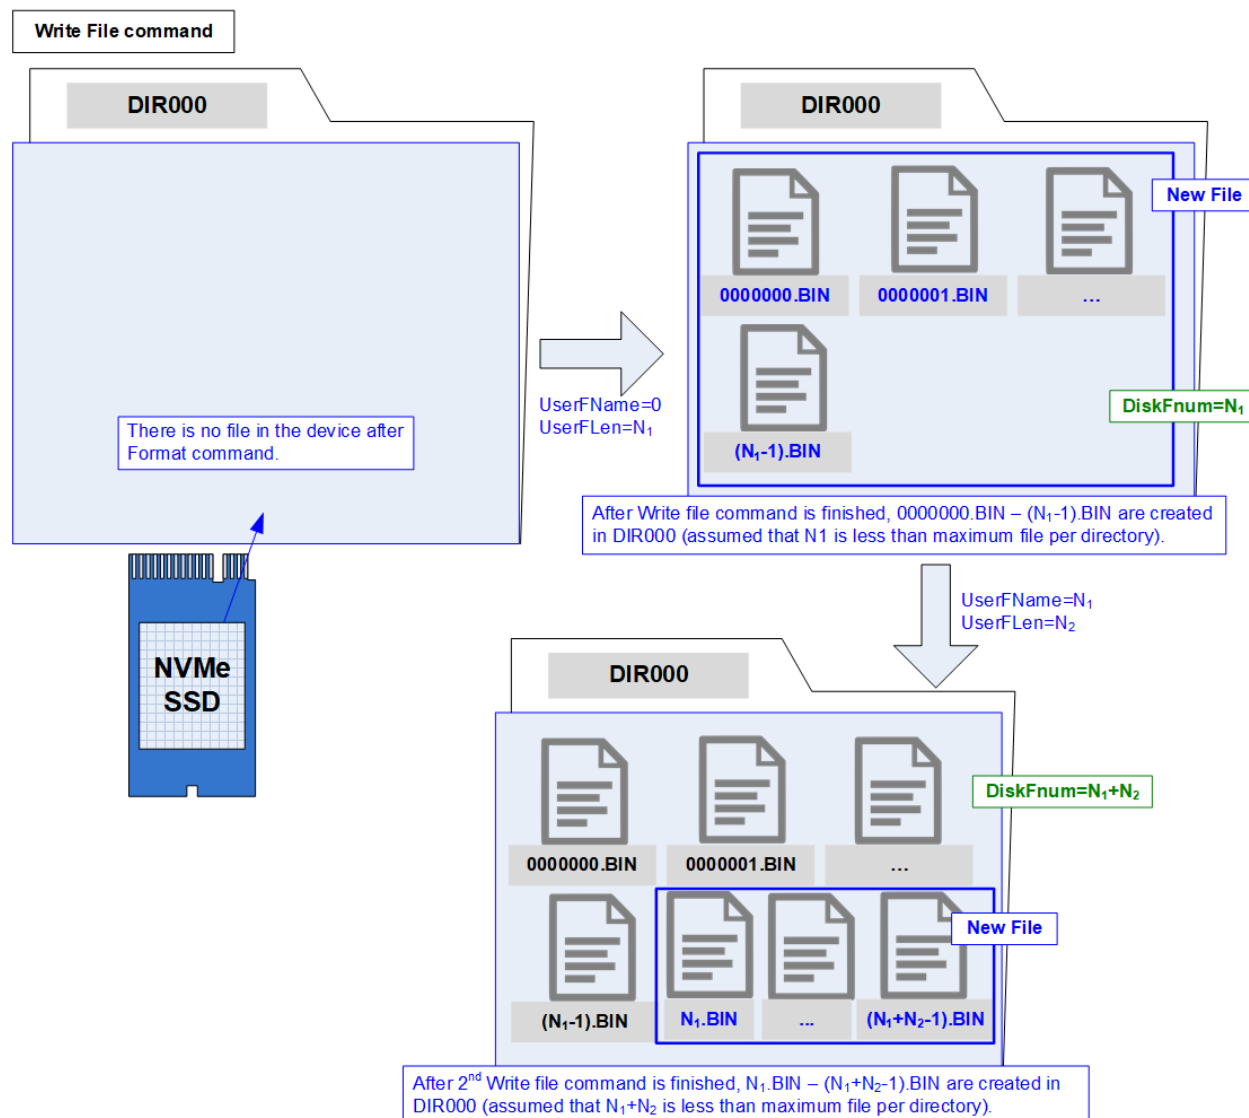 Write File command
DIR000
There is no file in the device after
Format command.
NVMe
SSD
UserFName=0
UserFLen=N₁
DIR000
New File
0000000.BIN
0000001.BIN
...
(N₁-1).BIN
DiskFnum=N₁
After Write file command is finished, 0000000.BIN – (N₁-1).BIN are created
in DIR000 (assumed that N1 is less than maximum file per directory).
UserFName=N₁
UserFLen=N₂
DIR000
DiskFnum=N₁+N₂
0000000.BIN
0000001.BIN
...
New File
(N₁-1).BIN
N₁.BIN
...
(N₁+N₂-1).BIN
After 2ⁿᵈ Write file command is finished, N₁.BIN – (N₁+N₂-1).BIN are created in
DIR000 (assumed that N₁+N₂ is less than maximum file per directory).